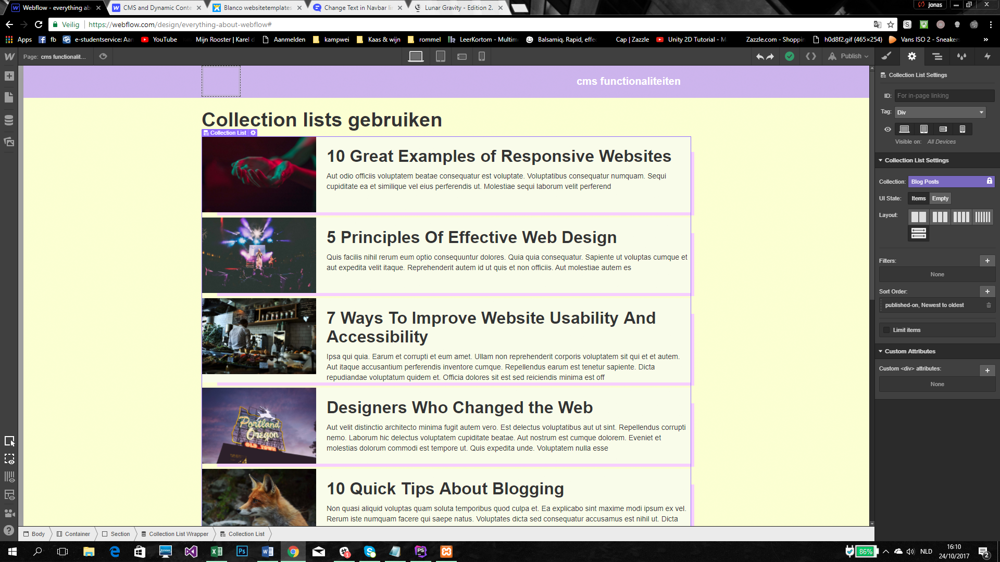 Webflow - everything ab
CMS and Dynamic Conte
Blanco websitetemplates
Change Text in Navbar li
Lunar Gravity - Edition 2.
jonas
Veilig
https://webflow.com/design/everything-about-webflow#
Apps
fb
e-studentservice: Aan
YouTube
Mijn Rooster | Karel d
Aanmelden
kampwei
Kaas & wijn
rommel
LeerKortom - Multim
Balsamiq. Rapid, effe
Cap | Zazzle
Unity 2D Tutorial - M
Zazzle.com - Shoppin
h0d8f2.gif (465×254)
Vans ISO 2 - Sneaker
»
Page: cms functionalit...
Publish
cms functionaliteiten
Collection lists gebruiken
Collection List
10 Great Examples of Responsive Websites
Aut odio officiis voluptatem beatae consequatur est voluptate. Voluptatibus consequatur numquam. Sequi
cupiditate ea et similique vel eius perferendis ut. Molestiae sequi laborum velit perferend
5 Principles Of Effective Web Design
Quis facilis nihil rerum eum optio consequuntur dolores. Quia quia consequatur. Sapiente ut voluptas cumque et
aut expedita velit itaque. Reprehenderit autem id ut quis et non officiis. Aut molestiae autem es
7 Ways To Improve Website Usability And
Accessibility
Ipsa qui quia. Earum et corrupti et eum amet. Ullam non reprehenderit corporis voluptatem sit qui et et autem.
Aut itaque accusantium perferendis inventore cumque. Repellendus earum est tenetur sapiente. Dicta
repudiandae voluptatum quidem et. Officia dolores sit est sed reiciendis minima est off
Portland
Oregon
OLD TOWN
Designers Who Changed the Web
Aut velit distinctio architecto minima fugit autem vero. Est delectus voluptatibus aut ut sint. Repellendus corrupti
nemo. Laborum hic delectus voluptatem cupiditate beatae. Aut nostrum est cumque dolorem. Eveniet et
molestias dolorum commodi est tempore ut. Quis expedita unde. Voluptatem nulla esse
10 Quick Tips About Blogging
Non quasi aliquid voluptas quam soluta temporibus quod culpa et. Ea explicabo sint maxime modi ipsum ex vel.
Rerum iste numquam facere qui saepe natus. Voluptates dicta sed consequatur accusamus est nihil ut. Dicta
Collection List Settings
ID: For in-page linking
Tag: Div
Visible on: All Devices
Collection List Settings
Collection: Blog Posts
UI State: Items Empty
Layout:
Filters:
None
Sort Order:
published-on, Newest to oldest
Limit items
Custom Attributes
Custom <div> attributes:
None
Body
Container
Section
Collection List Wrapper
Collection List
86%
NLD
16:10
24/10/2017
2